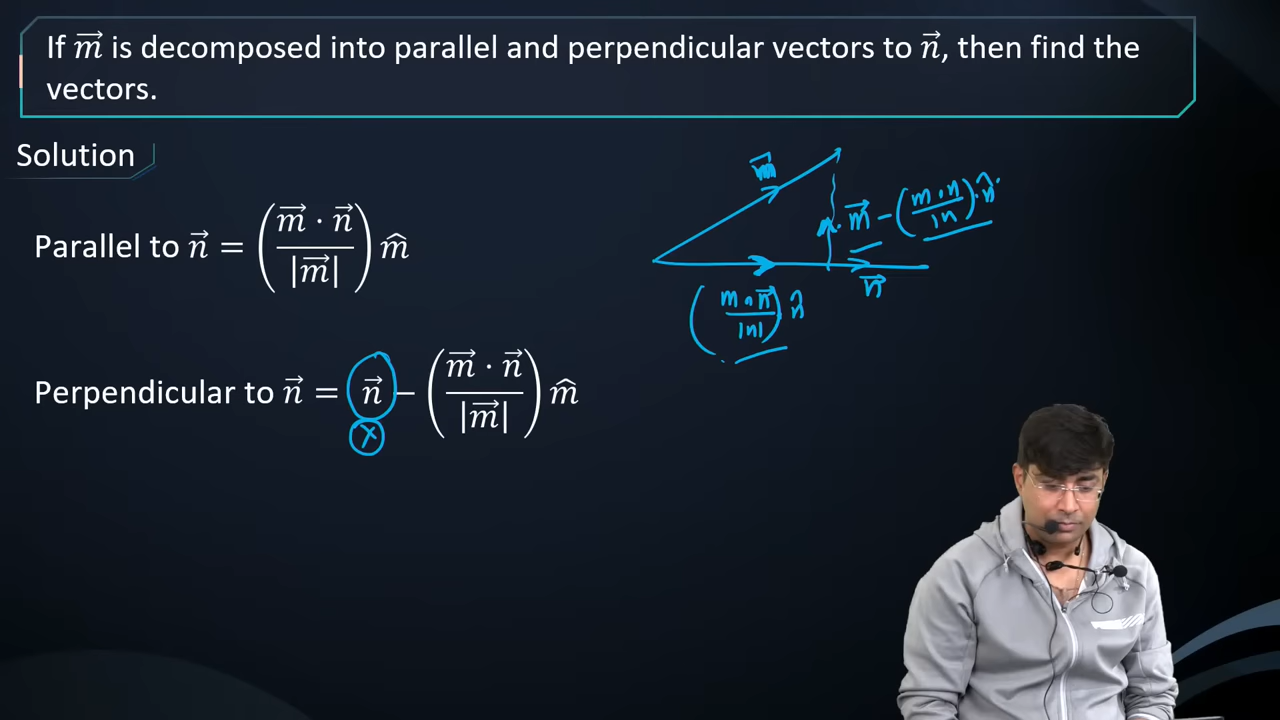 If m⃗ is decomposed into parallel and perpendicular vectors to n⃗, then find the
vectors.
Solution
Parallel to n⃗ = (m⃗ · n⃗ / |m⃗|) m̂
Perpendicular to n⃗ = n⃗ − (m⃗ · n⃗ / |m⃗|) m̂
x
m⃗
m⃗ − (m · n / |n|) · n̂
n⃗
(m · n⃗ / |n|) n̂